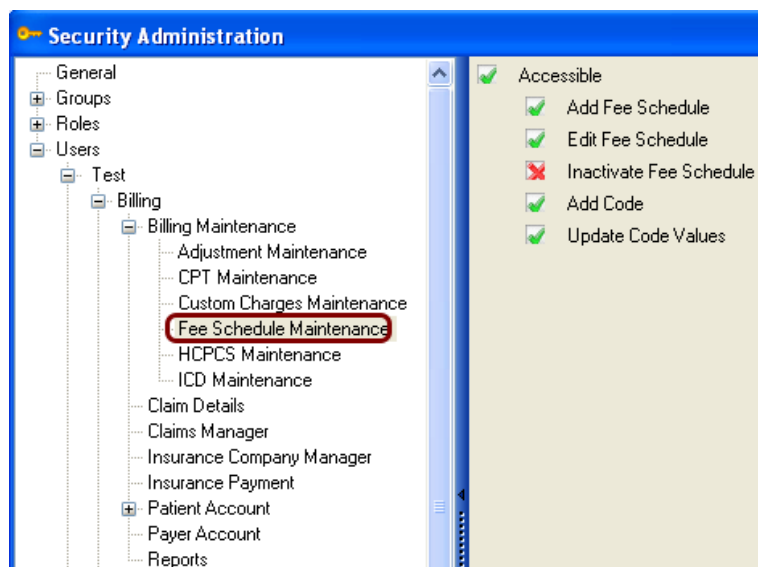 Security Administration
General
Groups
Roles
Users
Test
Billing
Billing Maintenance
Adjustment Maintenance
CPT Maintenance
Custom Charges Maintenance
Fee Schedule Maintenance
HCPCS Maintenance
ICD Maintenance
Claim Details
Claims Manager
Insurance Company Manager
Insurance Payment
Patient Account
Payer Account
Reports
Accessible
Add Fee Schedule
Edit Fee Schedule
Inactivate Fee Schedule
Add Code
Update Code Values